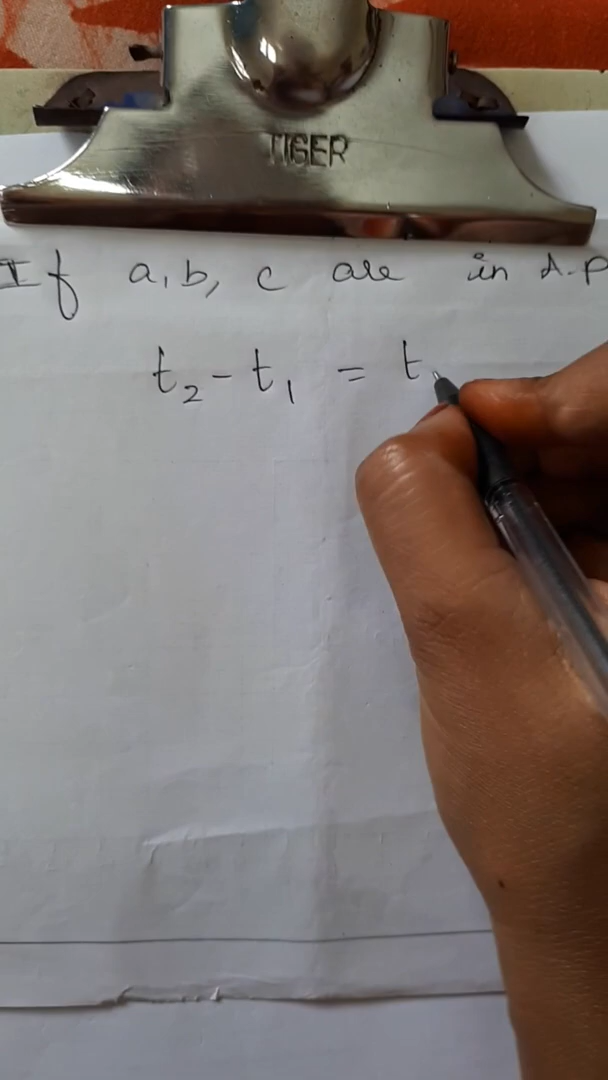 TIGER
If a, b, c are in A.P
t₂ - t₁ = t